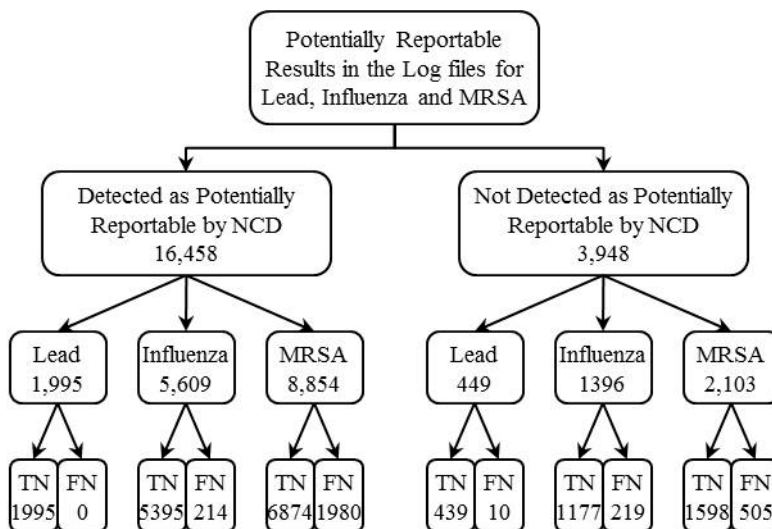 Potentially Reportable
Results in the Log files for
Lead, Influenza and MRSA
Detected as Potentially
Reportable by NCD
16,458
Not Detected as Potentially
Reportable by NCD
3,948
Lead
1,995
Influenza
5,609
MRSA
8,854
Lead
449
Influenza
1396
MRSA
2,103
TN
1995
FN
0
TN
5395
FN
214
TN
6874
FN
1980
TN
439
FN
10
TN
1177
FN
219
TN
1598
FN
505